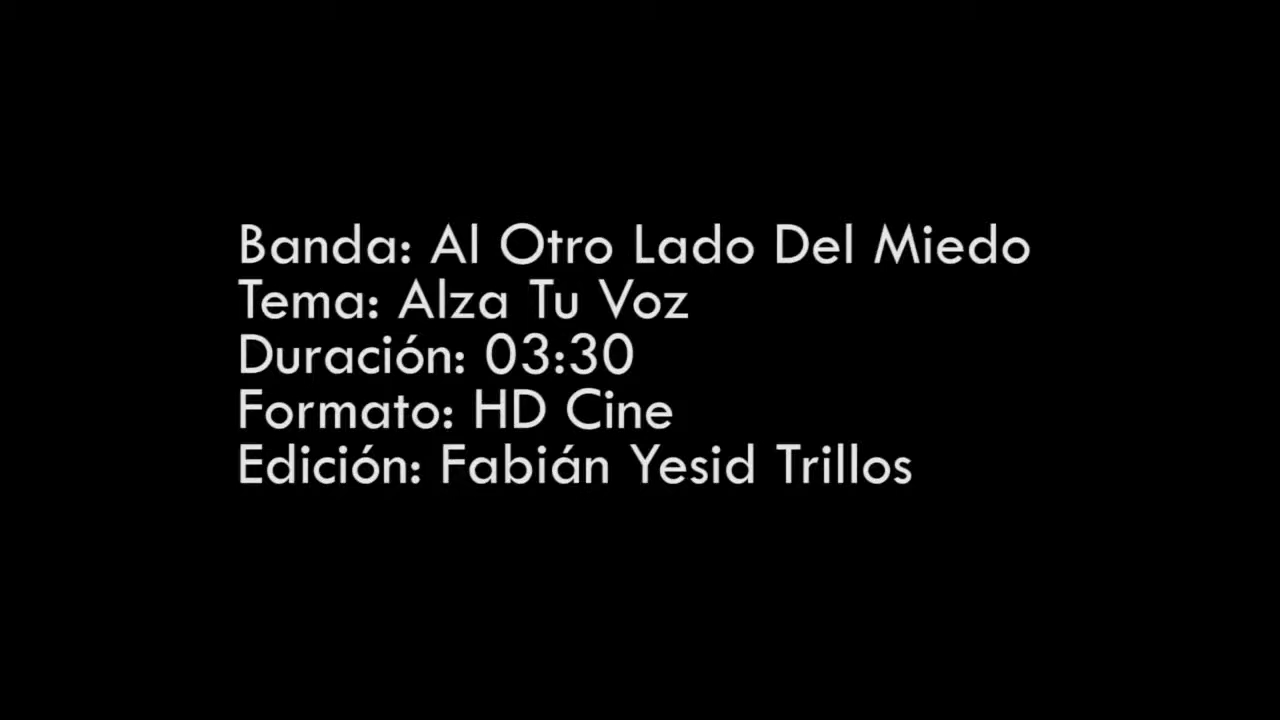 Banda: Al Otro Lado Del Miedo
Tema: Alza Tu Voz
Duración: 03:30
Formato: HD Cine
Edición: Fabián Yesid Trillos